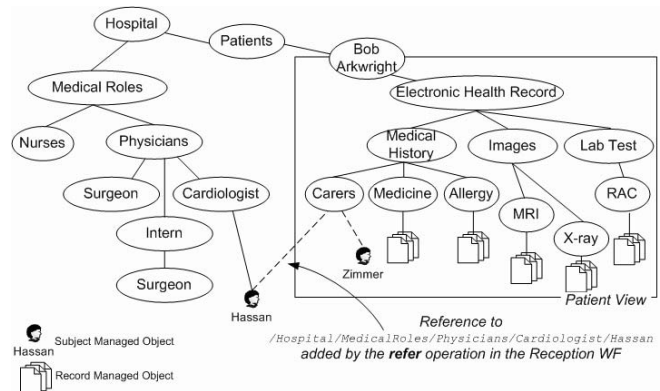 Hospital
Patients
Bob
Arkwright
Medical Roles
Electronic Health Record
Nurses
Physicians
Medical
History
Images
Lab Test
Surgeon
Cardiologist
Carers
Medicine
Allergy
MRI
RAC
Intern
X-ray
Surgeon
Zimmer
Hassan
Patient View
Reference to
/Hospital/MedicalRoles/Physicians/Cardiologist/Hassan
added by the refer operation in the Reception WF
Subject Managed Object
Hassan
Record Managed Object